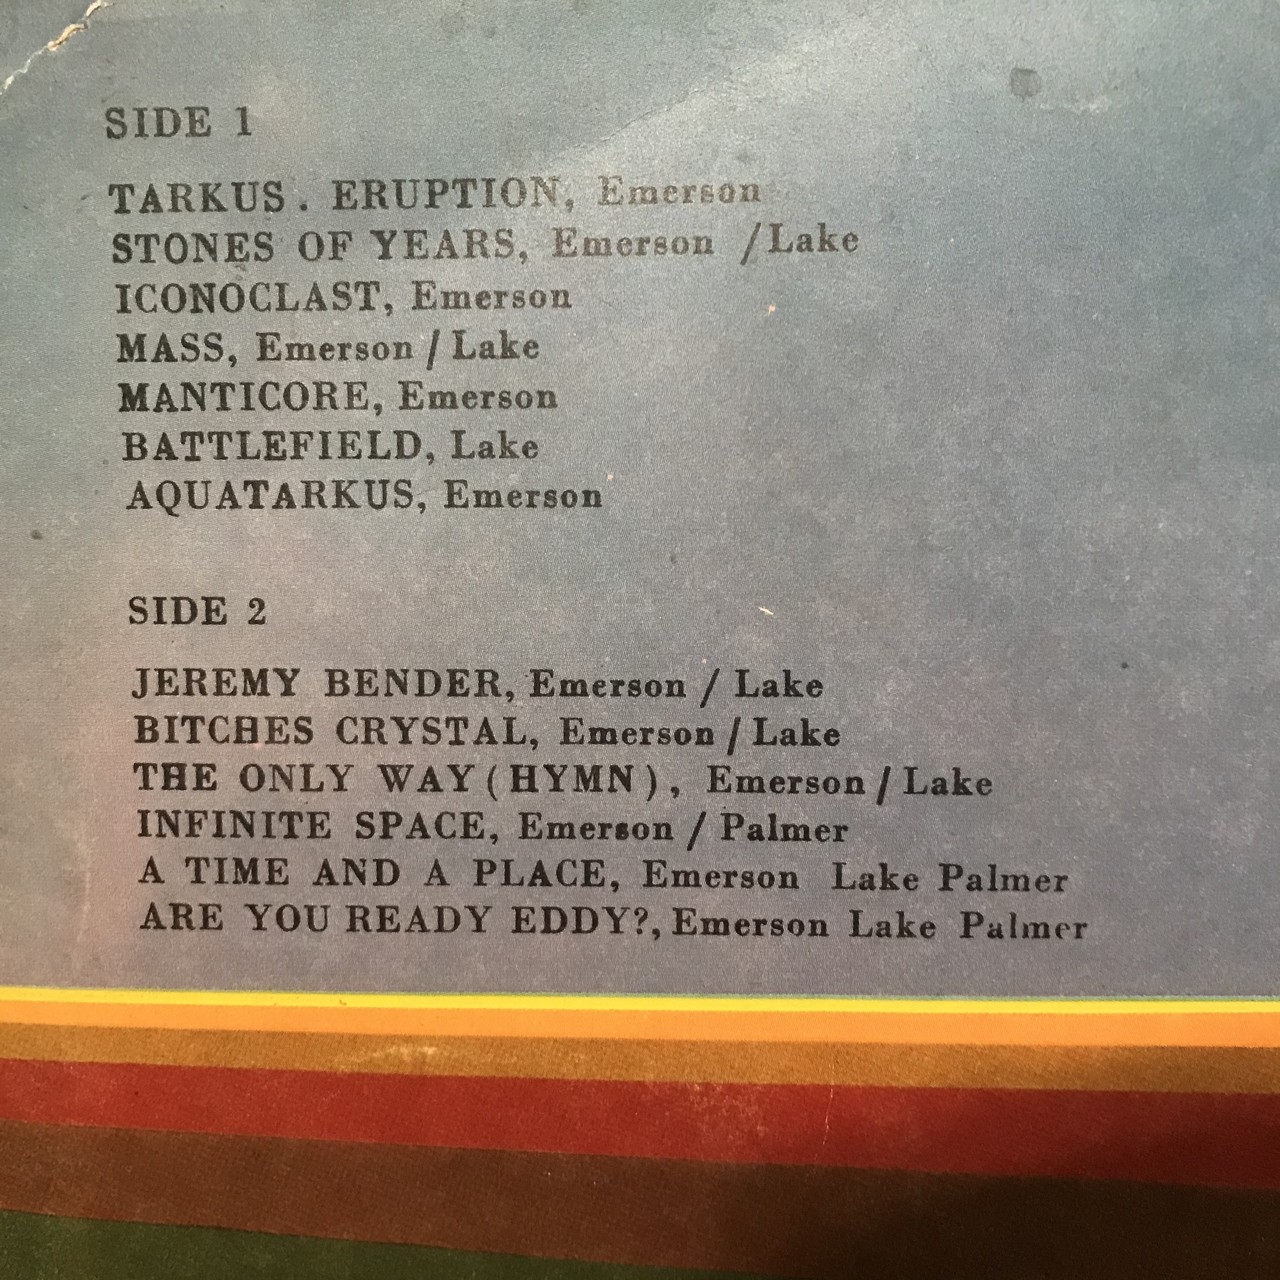 SIDE 1
TARKUS. ERUPTION, Emerson
STONES OF YEARS, Emerson /Lake
ICONOCLAST, Emerson
MASS, Emerson / Lake
MANTICORE, Emerson
BATTLEFIELD, Lake
AQUATARKUS, Emerson
SIDE 2
JEREMY BENDER, Emerson / Lake
BITCHES CRYSTAL, Emerson / Lake
THE ONLY WAY (HYMN), Emerson / Lake
INFINITE SPACE, Emerson / Palmer
A TIME AND A PLACE, Emerson Lake Palmer
ARE YOU READY EDDY?, Emerson Lake Palmer